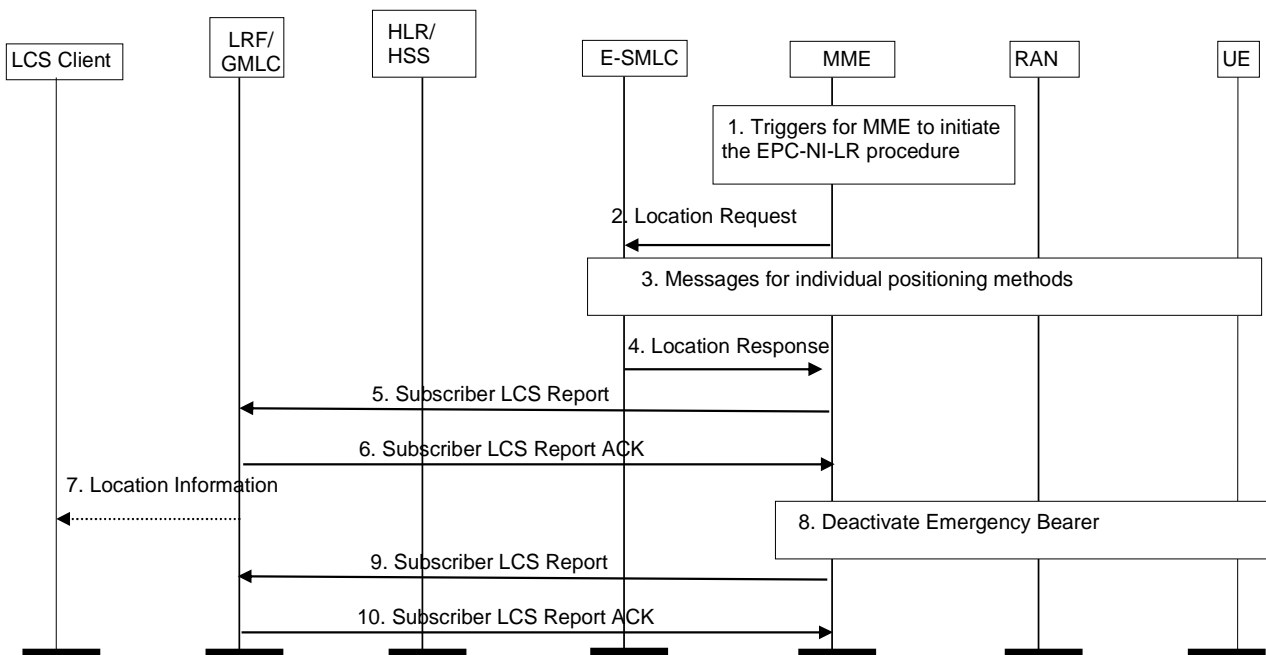 LCS Client
LRF/
GMLC
HLR/
HSS
E-SMLC
MME
RAN
UE
1. Triggers for MME to initiate
the EPC-NI-LR procedure
2. Location Request
3. Messages for individual positioning methods
4. Location Response
5. Subscriber LCS Report
6. Subscriber LCS Report ACK
7. Location Information
8. Deactivate Emergency Bearer
9. Subscriber LCS Report
10. Subscriber LCS Report ACK